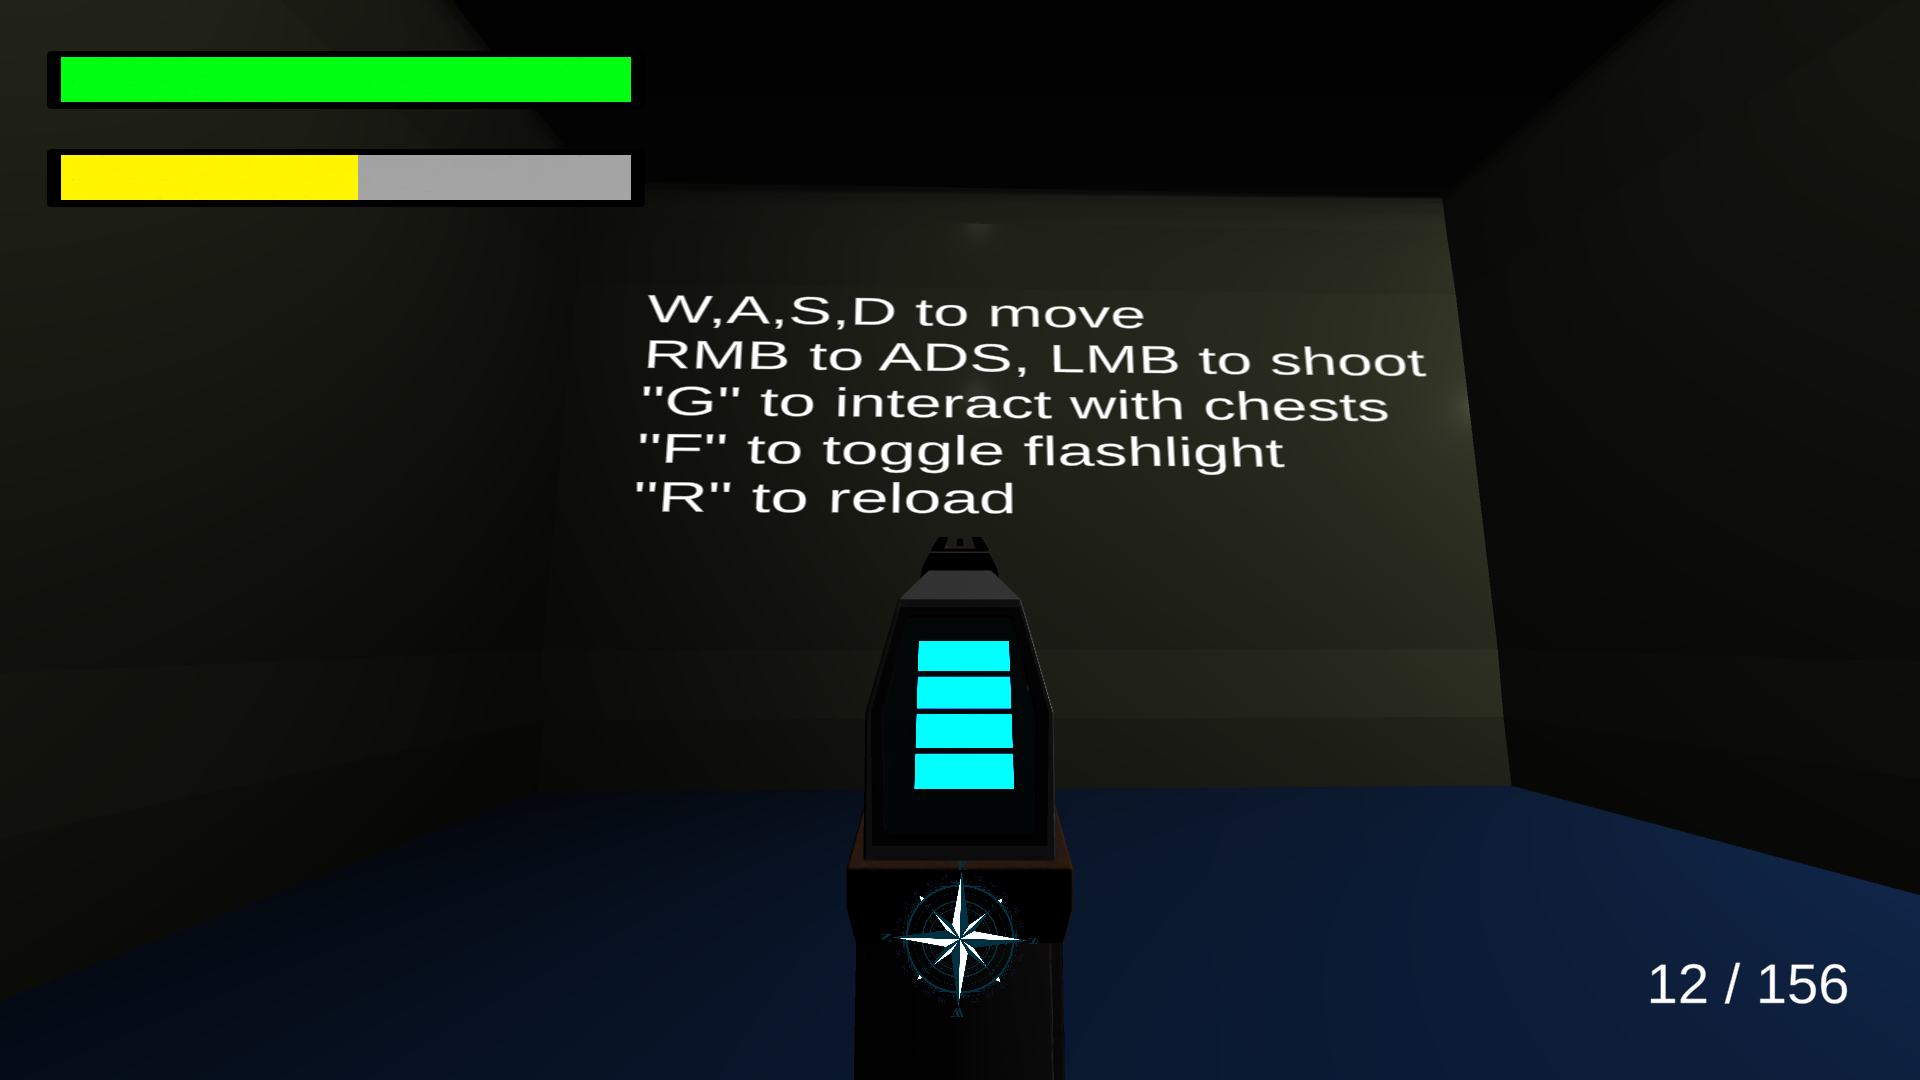 W,A,S,D to move
RMB to ADS, LMB to shoot
"G" to interact with chests
"F" to toggle flashlight
"R" to reload
12 / 156